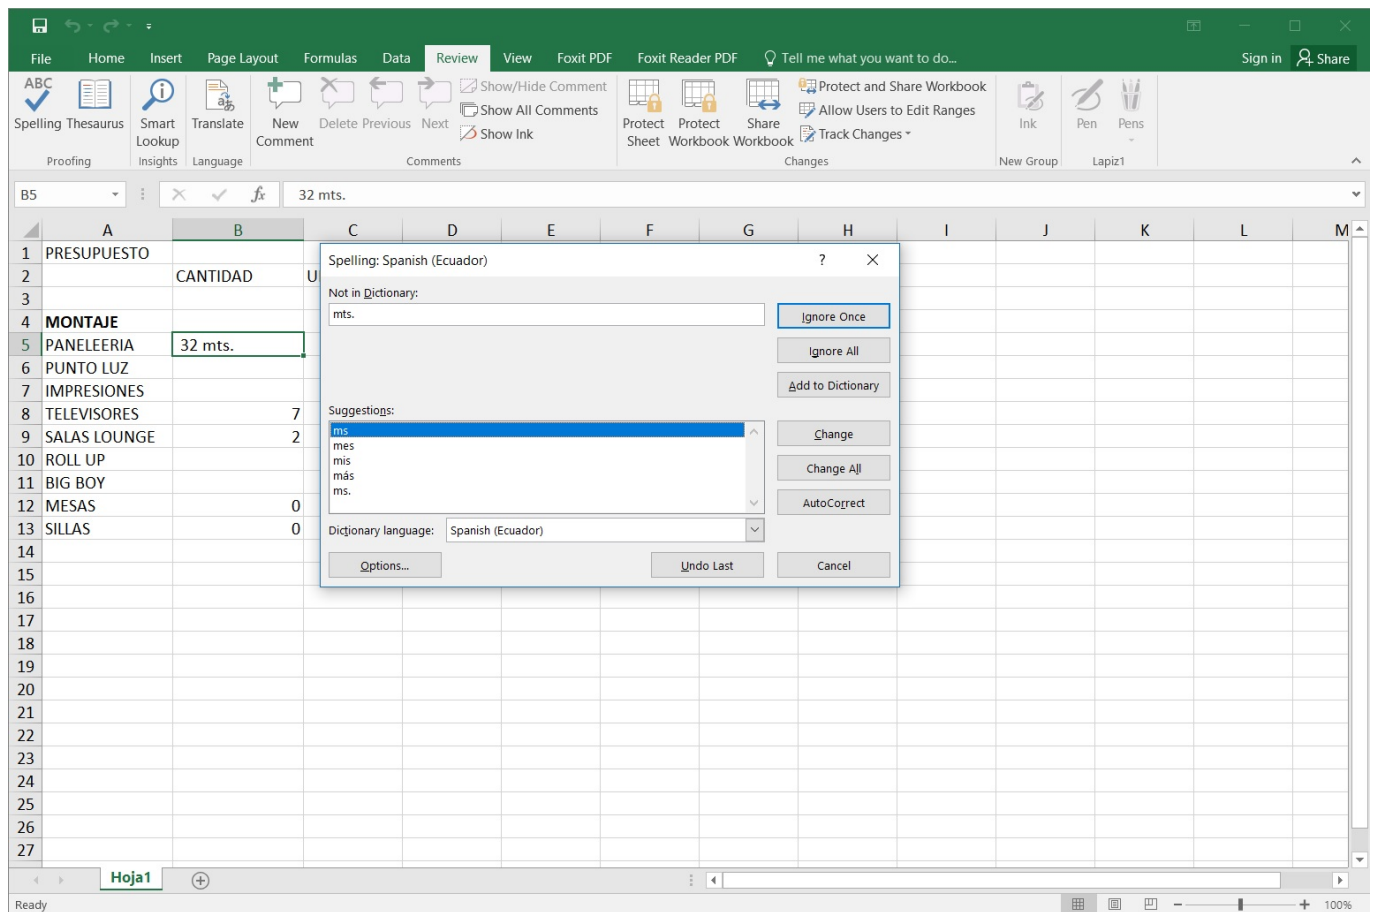 File Home Insert Page Layout Formulas Data Review View Foxit PDF Foxit Reader PDF Tell me what you want to do... Sign in Share
ABC
Spelling Thesaurus Smart Lookup Translate New Comment Delete Previous Next Show/Hide Comment Show All Comments Show Ink Protect Sheet Protect Workbook Share Workbook Protect and Share Workbook Allow Users to Edit Ranges Track Changes Ink Pen Pens
Proofing Insights Language Comments Changes New Group Lapiz1
B5 fx 32 mts.
A B C D E F G H I J K L M
1 PRESUPUESTO
2 CANTIDAD U
3
4 MONTAJE
5 PANELEERIA 32 mts.
6 PUNTO LUZ
7 IMPRESIONES
8 TELEVISORES 7
9 SALAS LOUNGE 2
10 ROLL UP
11 BIG BOY
12 MESAS 0
13 SILLAS 0
14
15
16
17
18
19
20
21
22
23
24
25
26
27
Spelling: Spanish (Ecuador) ?
Not in Dictionary:
mts. Ignore Once
Ignore All
Add to Dictionary
Suggestions:
ms
mes
mis
más
ms.
Change
Change All
AutoCorrect
Dictionary language: Spanish (Ecuador)
Options... Undo Last Cancel
Hoja1
Ready 100%